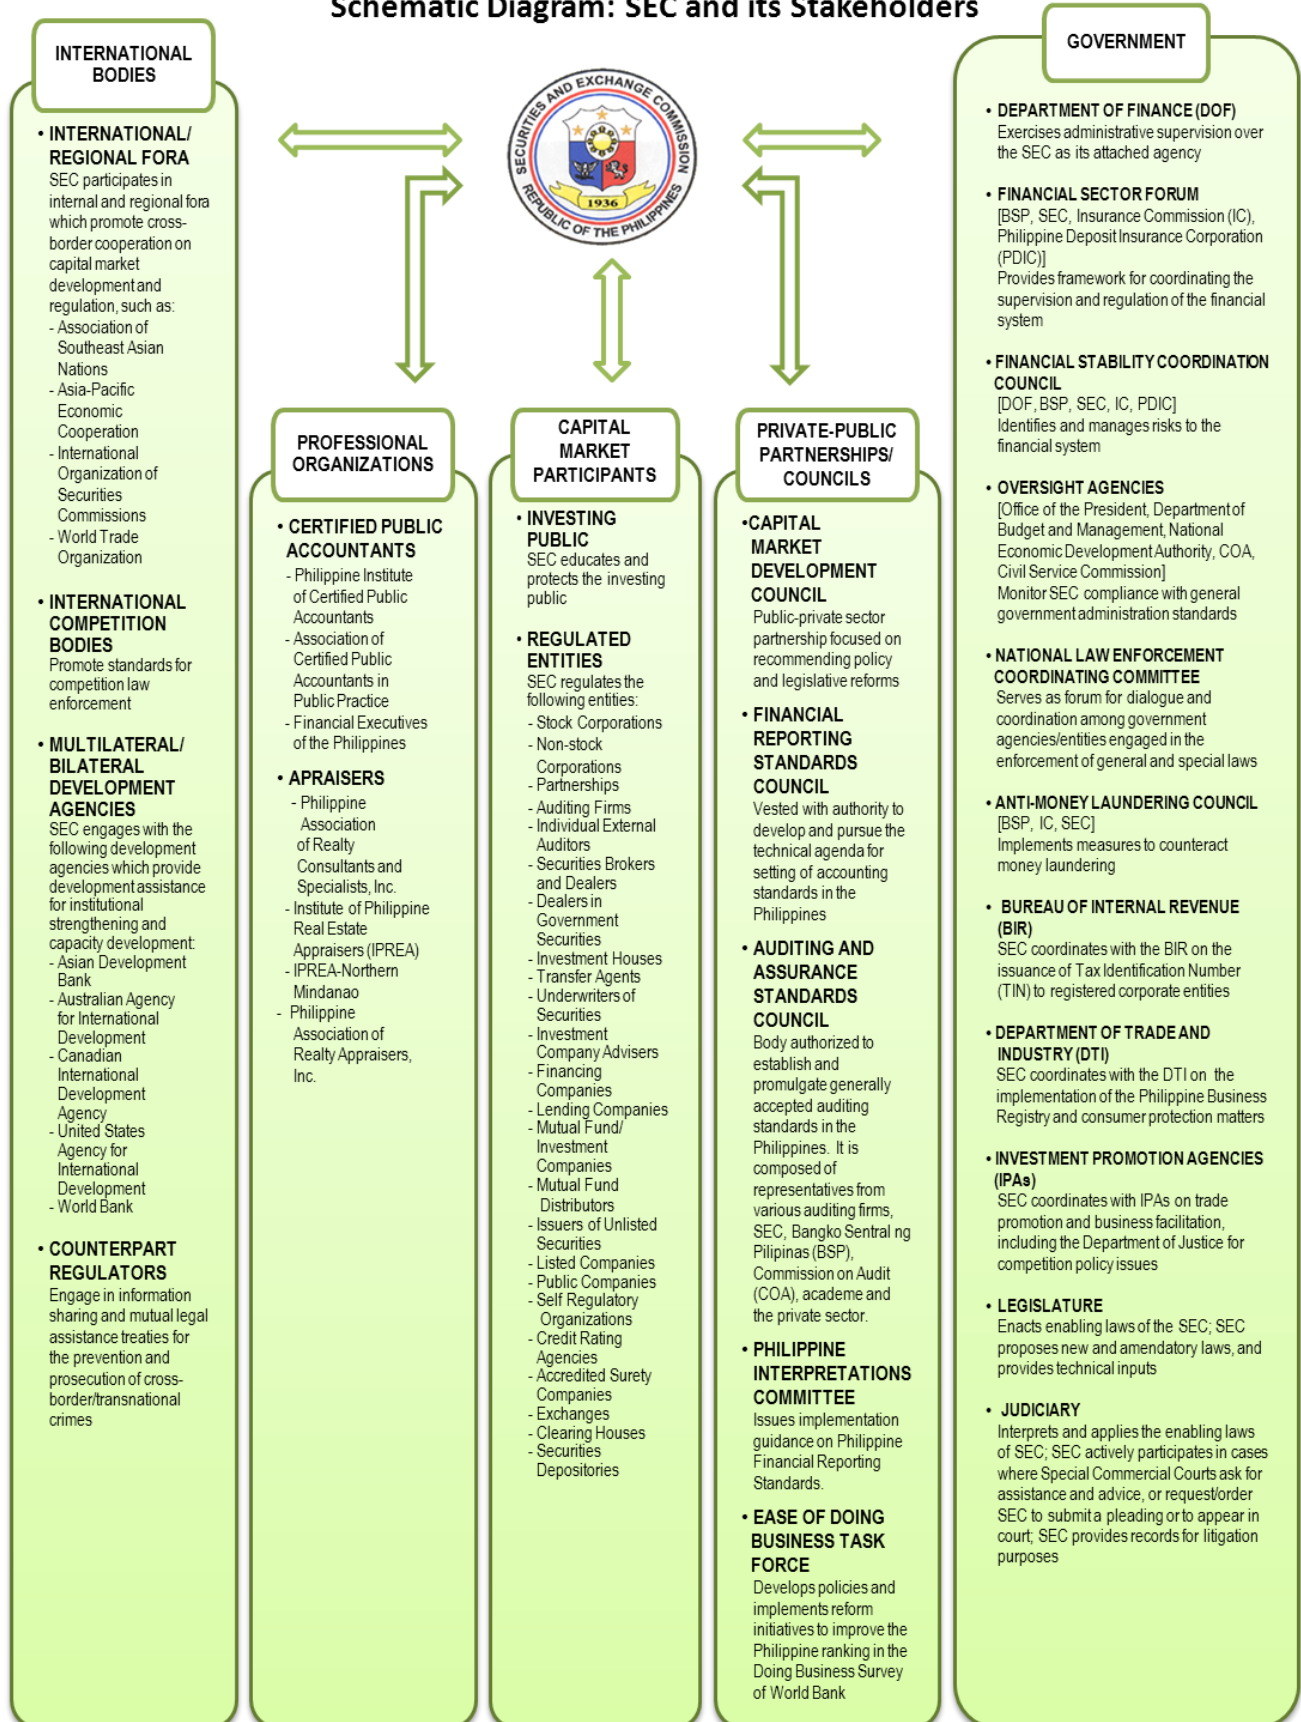 Schematic Diagram: SEC and its Stakeholders
INTERNATIONAL
BODIES
• INTERNATIONAL/
REGIONAL FORA
SEC participates in
internal and regional fora
which promote cross-
border cooperation on
capital market
development and
regulation, such as:
- Association of
Southeast Asian
Nations
- Asia-Pacific
Economic
Cooperation
- International
Organization of
Securities
Commissions
- World Trade
Organization
• INTERNATIONAL
COMPETITION
BODIES
Promote standards for
competition law
enforcement
• MULTILATERAL/
BILATERAL
DEVELOPMENT
AGENCIES
SEC engages with the
following development
agencies which provide
development assistance
for institutional
strengthening and
capacity development:
- Asian Development
Bank
- Australian Agency
for International
Development
- Canadian
International
Development
Agency
- United States
Agency for
International
Development
- World Bank
• COUNTERPART
REGULATORS
Engage in information
sharing and mutual legal
assistance treaties for
the prevention and
prosecution of cross-
border/transnational
crimes
SECURITIES AND EXCHANGE COMMISSION
1936
REPUBLIC OF THE PHILIPPINES
PROFESSIONAL
ORGANIZATIONS
• CERTIFIED PUBLIC
ACCOUNTANTS
- Philippine Institute
of Certified Public
Accountants
- Association of
Certified Public
Accountants in
Public Practice
- Financial Executives
of the Philippines
• APRAISERS
- Philippine
Association
of Realty
Consultants and
Specialists, Inc.
- Institute of Philippine
Real Estate
Appraisers (IPREA)
- IPREA-Northern
Mindanao
- Philippine
Association of
Realty Appraisers,
Inc.
CAPITAL
MARKET
PARTICIPANTS
• INVESTING
PUBLIC
SEC educates and
protects the investing
public
• REGULATED
ENTITIES
SEC regulates the
following entities:
- Stock Corporations
- Non-stock
Corporations
- Partnerships
- Auditing Firms
- Individual External
Auditors
- Securities Brokers
and Dealers
- Dealers in
Government
Securities
- Investment Houses
- Transfer Agents
- Underwriters of
Securities
- Investment
Company Advisers
- Financing
Companies
- Lending Companies
- Mutual Fund/
Investment
Companies
- Mutual Fund
Distributors
- Issuers of Unlisted
Securities
- Listed Companies
- Public Companies
- Self Regulatory
Organizations
- Credit Rating
Agencies
- Accredited Surety
Companies
- Exchanges
- Clearing Houses
- Securities
Depositories
PRIVATE-PUBLIC
PARTNERSHIPS/
COUNCILS
•CAPITAL
MARKET
DEVELOPMENT
COUNCIL
Public-private sector
partnership focused on
recommending policy
and legislative reforms
• FINANCIAL
REPORTING
STANDARDS
COUNCIL
Vested with authority to
develop and pursue the
technical agenda for
setting of accounting
standards in the
Philippines
• AUDITING AND
ASSURANCE
STANDARDS
COUNCIL
Body authorized to
establish and
promulgate generally
accepted auditing
standards in the
Philippines. It is
composed of
representatives from
various auditing firms,
SEC, Bangko Sentral ng
Pilipinas (BSP),
Commission on Audit
(COA), academe and
the private sector.
• PHILIPPINE
INTERPRETATIONS
COMMITTEE
Issues implementation
guidance on Philippine
Financial Reporting
Standards.
• EASE OF DOING
BUSINESS TASK
FORCE
Develops policies and
implements reform
initiatives to improve the
Philippine ranking in the
Doing Business Survey
of World Bank
GOVERNMENT
• DEPARTMENT OF FINANCE (DOF)
Exercises administrative supervision over
the SEC as its attached agency
• FINANCIAL SECTOR FORUM
[BSP, SEC, Insurance Commission (IC),
Philippine Deposit Insurance Corporation
(PDIC)]
Provides framework for coordinating the
supervision and regulation of the financial
system
• FINANCIAL STABILITY COORDINATION
COUNCIL
[DOF, BSP, SEC, IC, PDIC]
Identifies and manages risks to the
financial system
• OVERSIGHT AGENCIES
[Office of the President, Department of
Budget and Management, National
Economic Development Authority, COA,
Civil Service Commission]
Monitor SEC compliance with general
government administration standards
• NATIONAL LAW ENFORCEMENT
COORDINATING COMMITTEE
Serves as forum for dialogue and
coordination among government
agencies/entities engaged in the
enforcement of general and special laws
• ANTI-MONEY LAUNDERING COUNCIL
[BSP, IC, SEC]
Implements measures to counteract
money laundering
• BUREAU OF INTERNAL REVENUE
(BIR)
SEC coordinates with the BIR on the
issuance of Tax Identification Number
(TIN) to registered corporate entities
• DEPARTMENT OF TRADE AND
INDUSTRY (DTI)
SEC coordinates with the DTI on the
implementation of the Philippine Business
Registry and consumer protection matters
• INVESTMENT PROMOTION AGENCIES
(IPAs)
SEC coordinates with IPAs on trade
promotion and business facilitation,
including the Department of Justice for
competition policy issues
• LEGISLATURE
Enacts enabling laws of the SEC; SEC
proposes new and amendatory laws, and
provides technical inputs
• JUDICIARY
Interprets and applies the enabling laws
of SEC; SEC actively participates in cases
where Special Commercial Courts ask for
assistance and advice, or request/order
SEC to submit a pleading or to appear in
court; SEC provides records for litigation
purposes